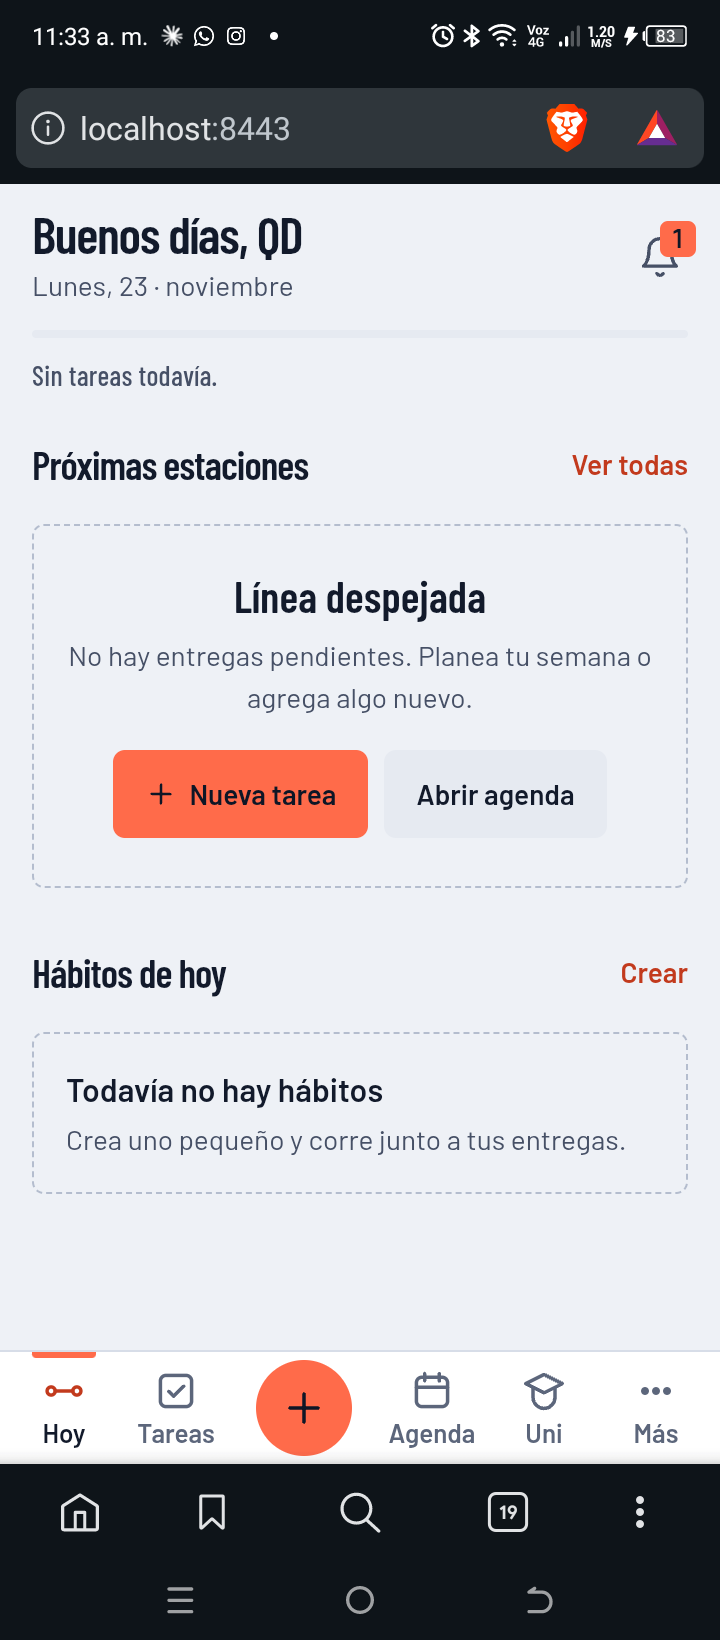 11:33 a. m.
Voz 4G
1.20 M/S
83
localhost:8443
Buenos días, QD
1
Lunes, 23 · noviembre
Sin tareas todavía.
Próximas estaciones
Ver todas
Línea despejada
No hay entregas pendientes. Planea tu semana o
agrega algo nuevo.
+ Nueva tarea
Abrir agenda
Hábitos de hoy
Crear
Todavía no hay hábitos
Crea uno pequeño y corre junto a tus entregas.
Hoy
Tareas
Agenda
Uni
Más
19